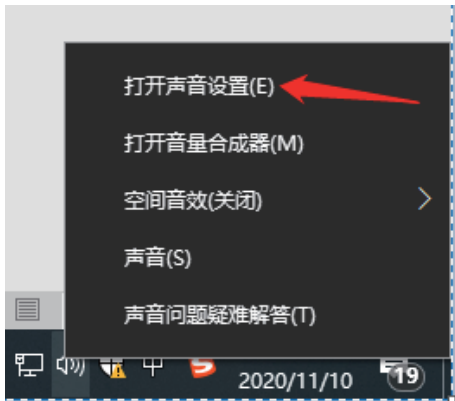 打开声音设置(E)
打开音量合成器(M)
空间音效(关闭)
声音(S)
声音问题疑难解答(T)
中
2020/11/10
19